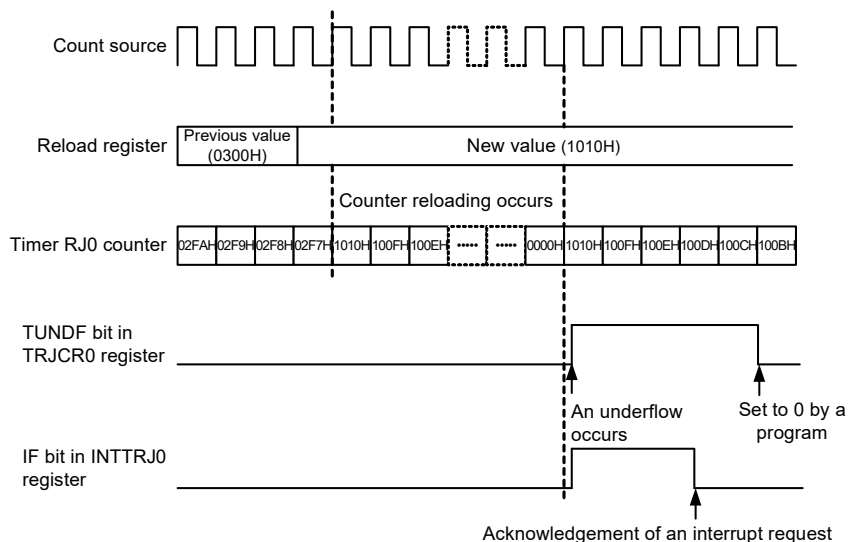 Count source
Reload register
Previous value
(0300H)
New value (1010H)
Counter reloading occurs
Timer RJ0 counter
02FAH 02F9H 02F8H 02F7H 1010H 100FH 100EH ..... ..... 0000H 1010H 100FH 100EH 100DH 100CH 100BH
TUNDF bit in
TRJCR0 register
An underflow
occurs
Set to 0 by a
program
IF bit in INTTRJ0
register
Acknowledgement of an interrupt request